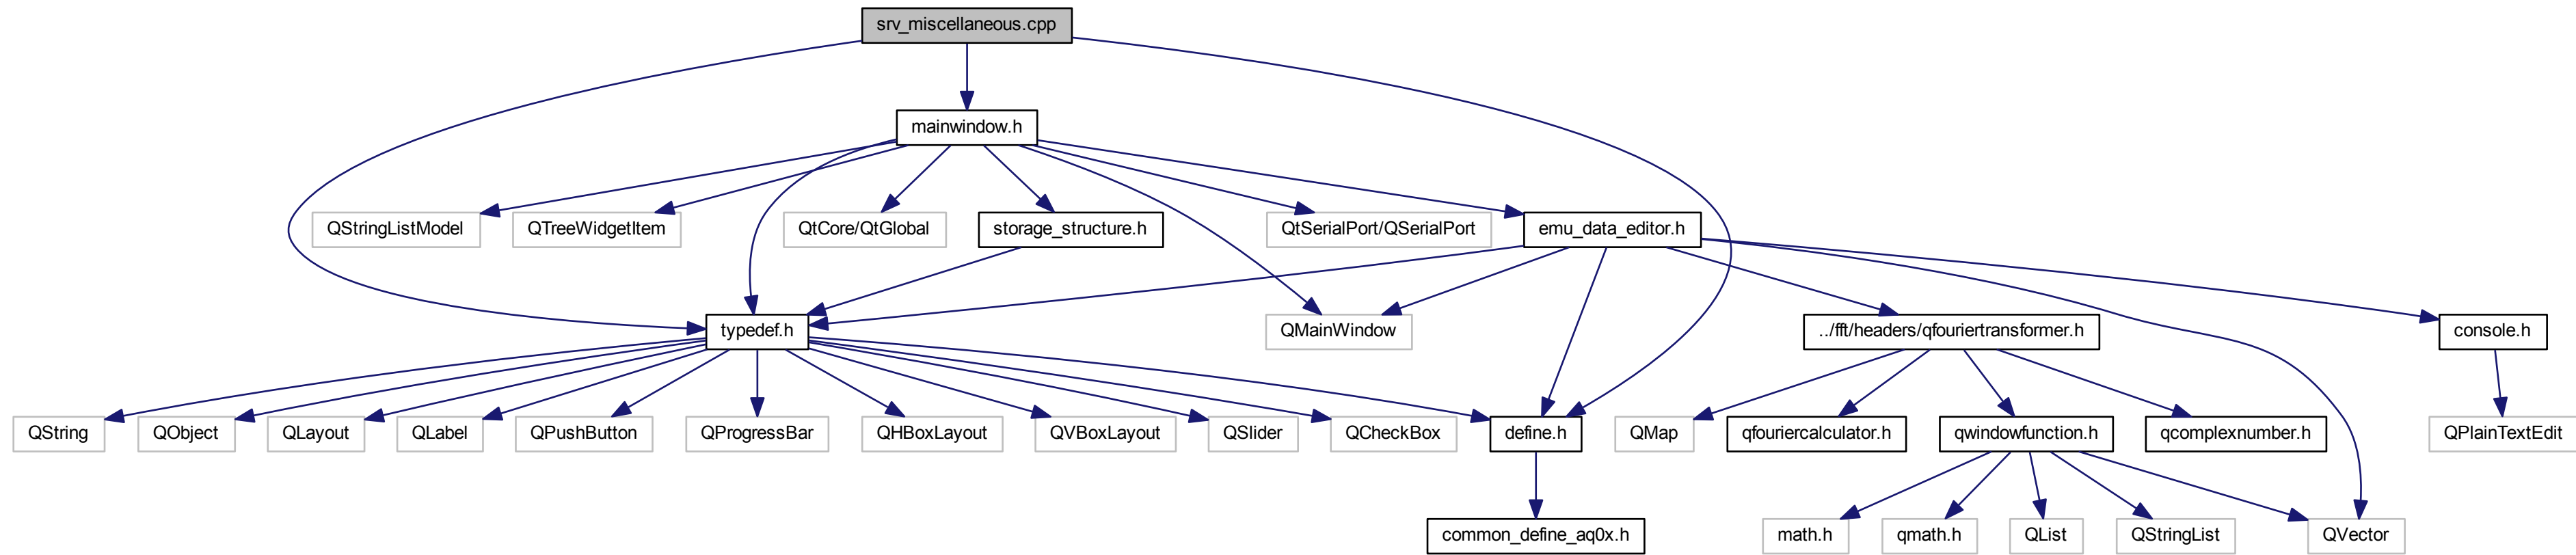 srv_miscellaneous.cpp
mainwindow.h
QStringListModel
QTreeWidgetItem
QtCore/QtGlobal
storage_structure.h
QtSerialPort/QSerialPort
emu_data_editor.h
typedef.h
QMainWindow
../fft/headers/qfouriertransformer.h
console.h
QString
QObject
QLayout
QLabel
QPushButton
QProgressBar
QHBoxLayout
QVBoxLayout
QSlider
QCheckBox
define.h
QMap
qfouriercalculator.h
qwindowfunction.h
qcomplexnumber.h
QPlainTextEdit
common_define_aq0x.h
math.h
qmath.h
QList
QStringList
QVector